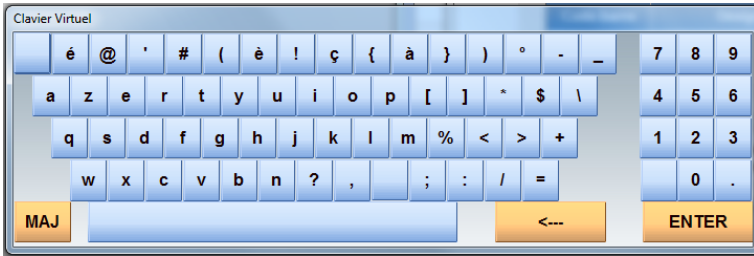 Clavier Virtuel
é @ ' # ( è ! ç { à } ) ° - _ 7 8 9
a z e r t y u i o p [ ] * $ \ 4 5 6
q s d f g h j k l m % < > + 1 2 3
w x c v b n ? , ; : / = 0 .
MAJ <--- ENTER